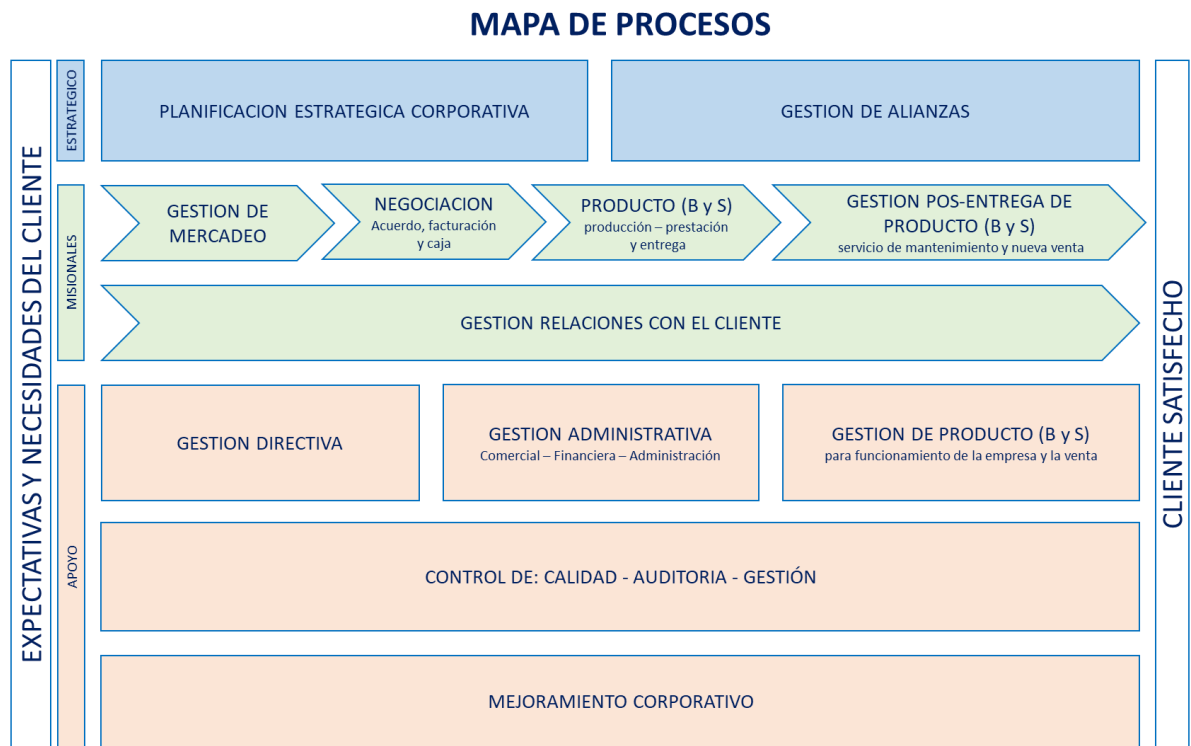 MAPA DE PROCESOS
EXPECTATIVAS Y NECESIDADES DEL CLIENTE
ESTRATEGICO
PLANIFICACION ESTRATEGICA CORPORATIVA
GESTION DE ALIANZAS
MISIONALES
GESTION DE
MERCADEO
NEGOCIACION
Acuerdo, facturación
y caja
PRODUCTO (B y S)
producción – prestación
y entrega
GESTION POS-ENTREGA DE
PRODUCTO (B y S)
servicio de mantenimiento y nueva venta
GESTION RELACIONES CON EL CLIENTE
APOYO
GESTION DIRECTIVA
GESTION ADMINISTRATIVA
Comercial – Financiera – Administración
GESTION DE PRODUCTO (B y S)
para funcionamiento de la empresa y la venta
CONTROL DE: CALIDAD - AUDITORIA - GESTIÓN
MEJORAMIENTO CORPORATIVO
CLIENTE SATISFECHO